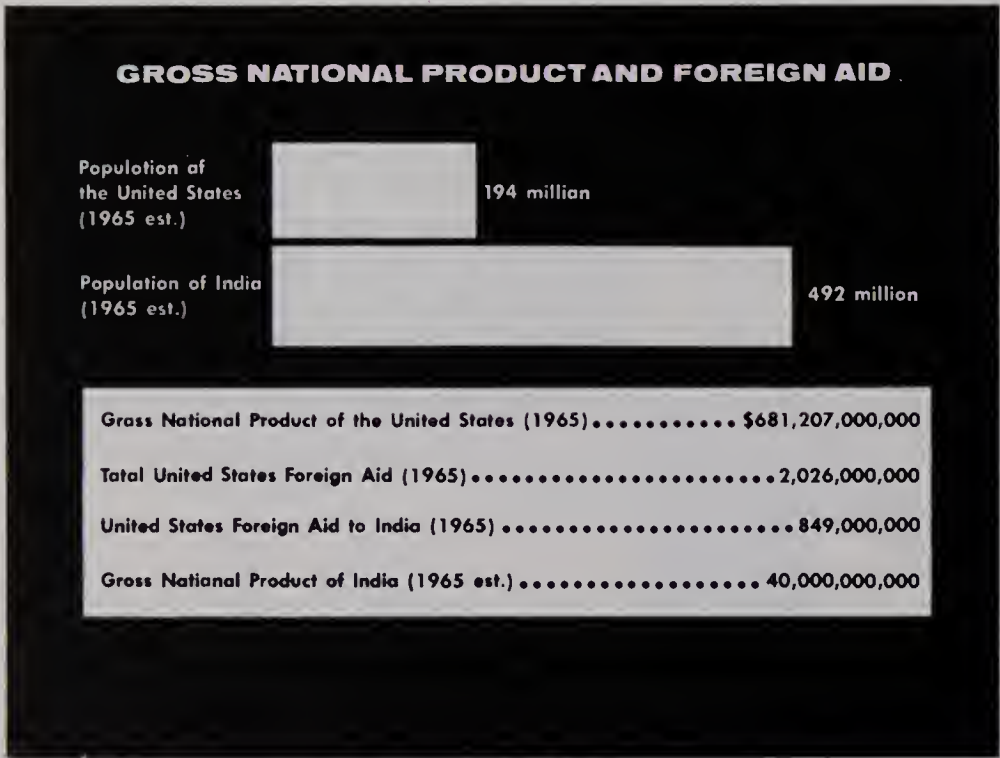 GROSS NATIONAL PRODUCT AND FOREIGN AID
Population of
the United States
(1965 est.)
194 million
Population of India
(1965 est.)
492 million
Gross National Product of the United States (1965)........... $681,207,000,000
Total United States Foreign Aid (1965).......................2,026,000,000
United States Foreign Aid to India (1965) ......................849,000,000
Gross National Product of India (1965 est.).................. 40,000,000,000